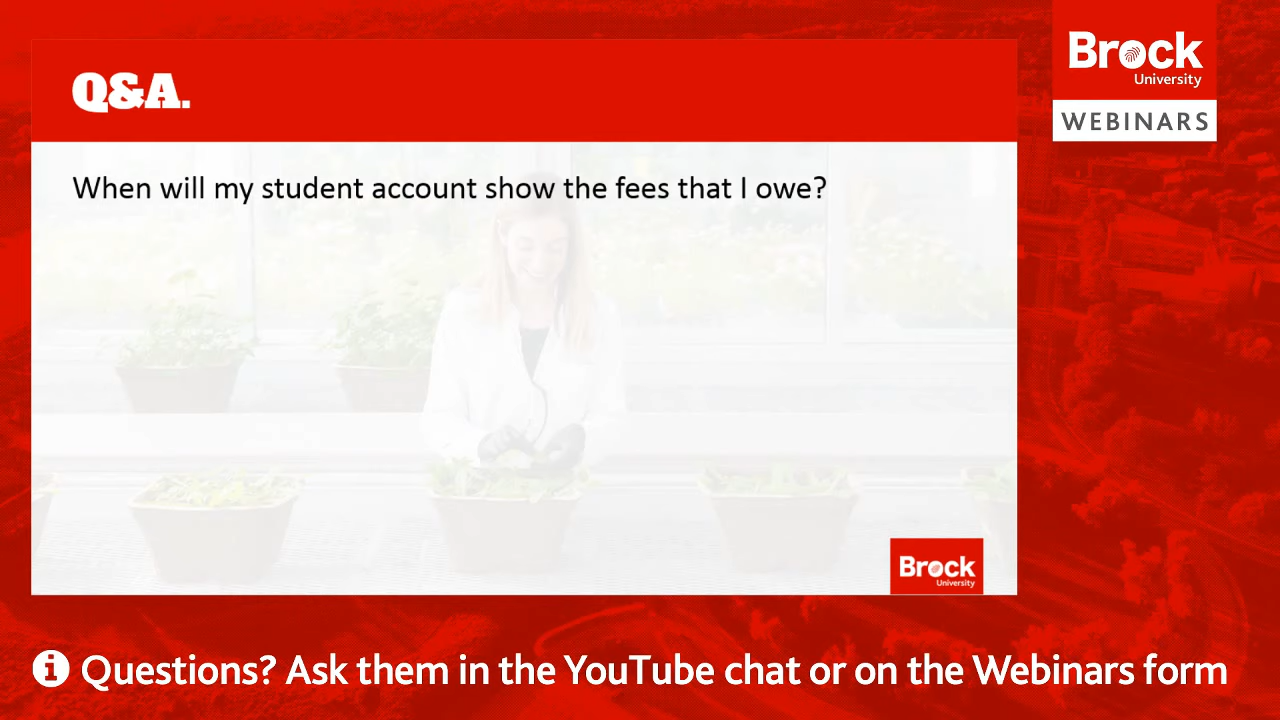 Q&A.
Brock
University
WEBINARS
When will my student account show the fees that I owe?
Brock
University
Questions? Ask them in the YouTube chat or on the Webinars form